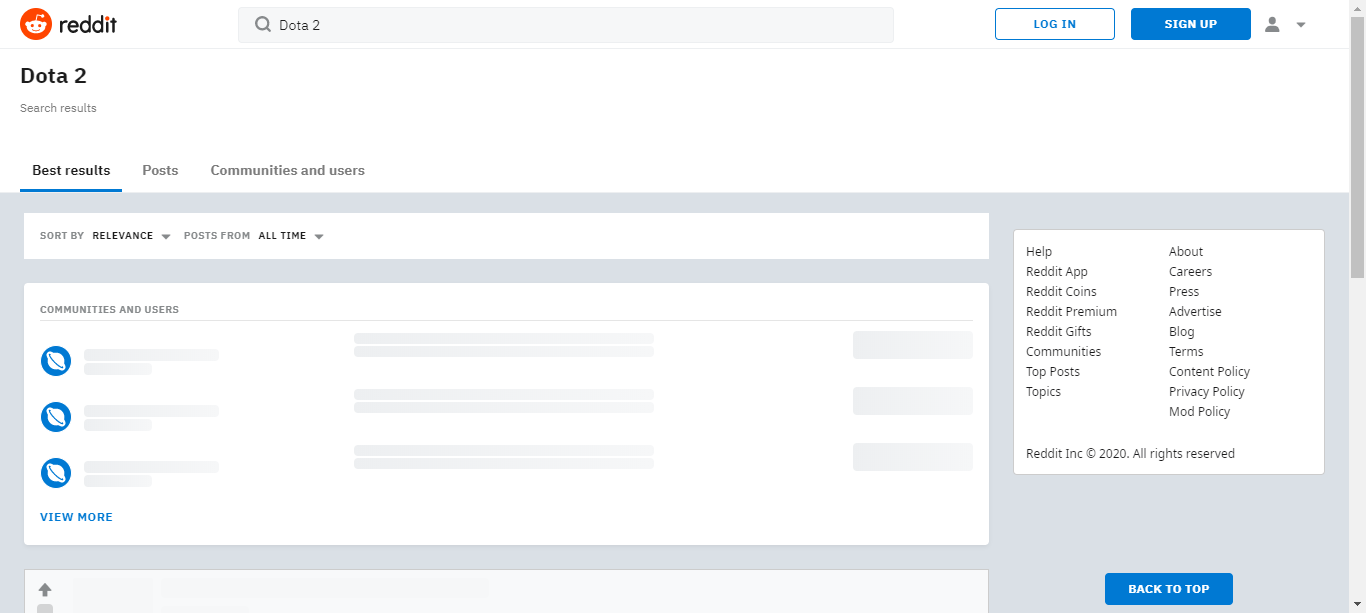 reddit
Dota 2
LOG IN
SIGN UP
Dota 2
Search results
Best results
Posts
Communities and users
SORT BY RELEVANCE POSTS FROM ALL TIME
COMMUNITIES AND USERS
VIEW MORE
Help
Reddit App
Reddit Coins
Reddit Premium
Reddit Gifts
Communities
Top Posts
Topics
About
Careers
Press
Advertise
Blog
Terms
Content Policy
Privacy Policy
Mod Policy
Reddit Inc © 2020. All rights reserved
BACK TO TOP